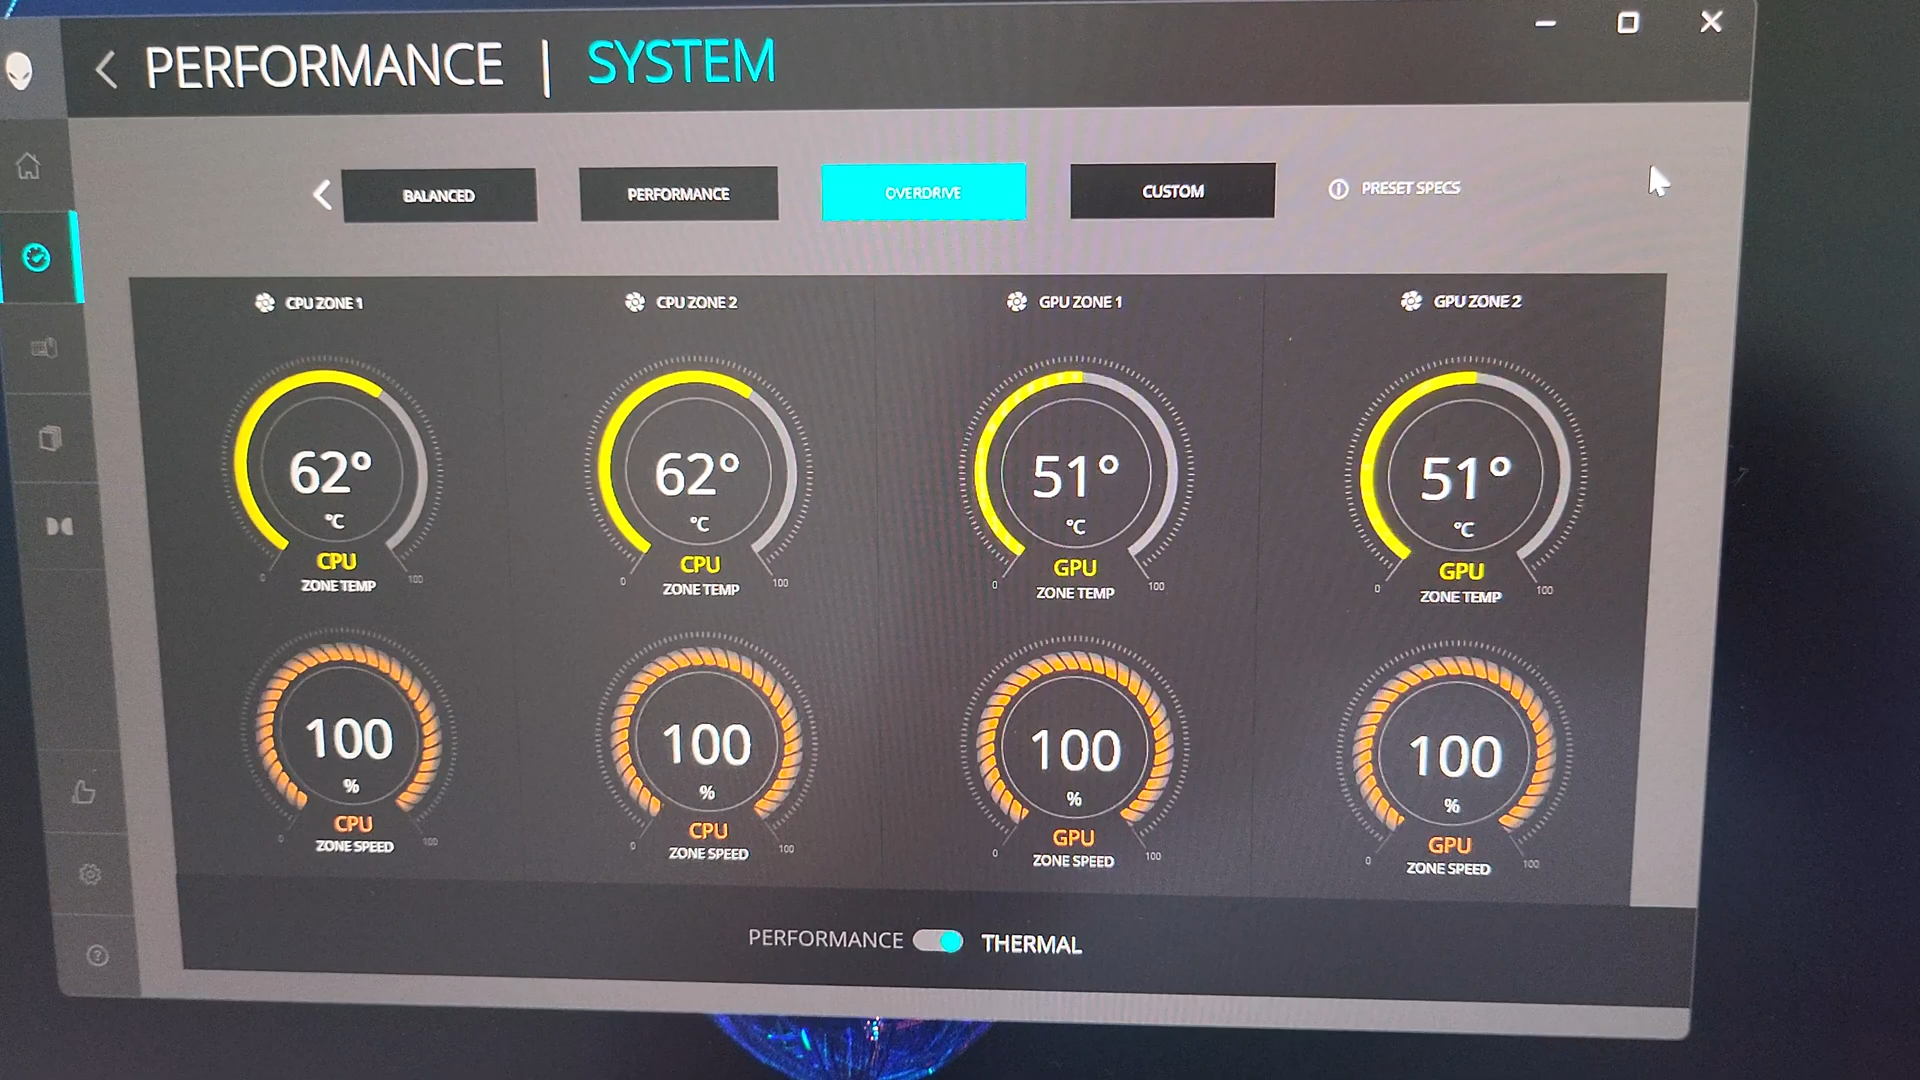 PERFORMANCE | SYSTEM
BALANCED PERFORMANCE OVERDRIVE CUSTOM PRESET SPECS
CPU ZONE 1 CPU ZONE 2 GPU ZONE 1 GPU ZONE 2
62° 62° 51° 51°
°C °C °C °C
CPU CPU GPU GPU
0 100 0 100 0 100 0 100
ZONE TEMP ZONE TEMP ZONE TEMP ZONE TEMP
100 100 100 100
% % % %
CPU CPU GPU GPU
0 100 0 100 0 100 0 100
ZONE SPEED ZONE SPEED ZONE SPEED ZONE SPEED
PERFORMANCE THERMAL